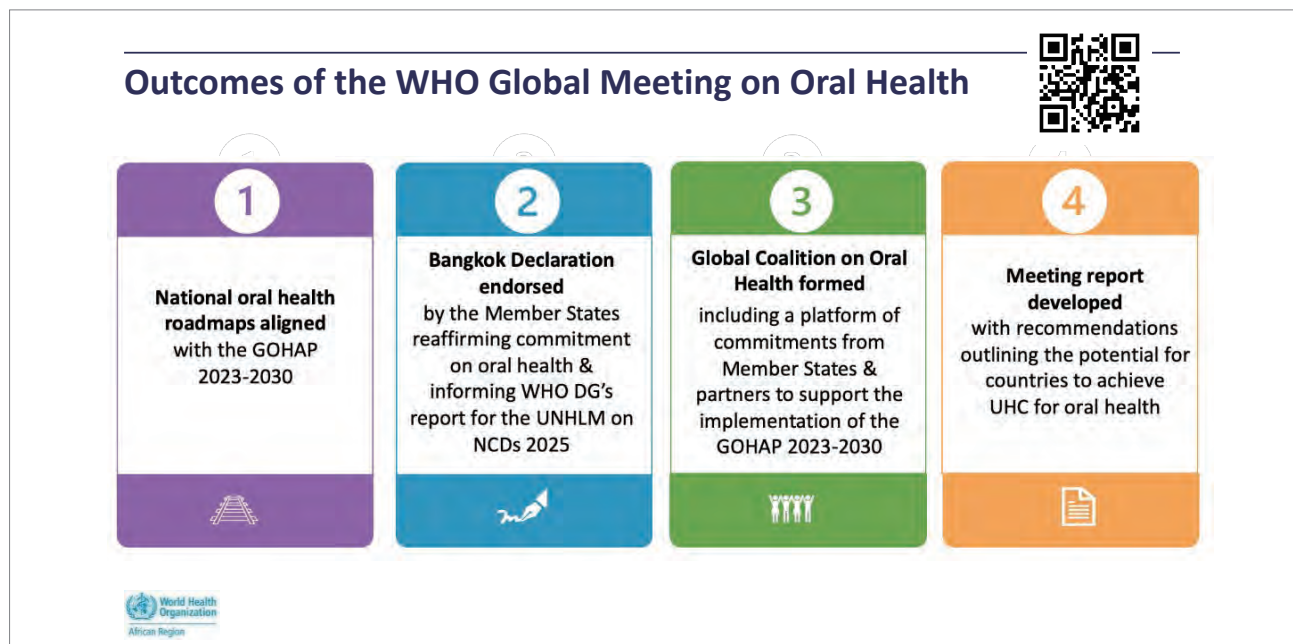 Outcomes of the WHO Global Meeting on Oral Health
1
National oral health
roadmaps aligned
with the GOHAP
2023-2030
2
Bangkok Declaration
endorsed
by the Member States
reaffirming commitment
on oral health &
informing WHO DG's
report for the UNHLM on
NCDs 2025
3
Global Coalition on Oral
Health formed
including a platform of
commitments from
Member States &
partners to support the
implementation of the
GOHAP 2023-2030
4
Meeting report
developed
with recommendations
outlining the potential for
countries to achieve
UHC for oral health
World Health
Organization
African Region